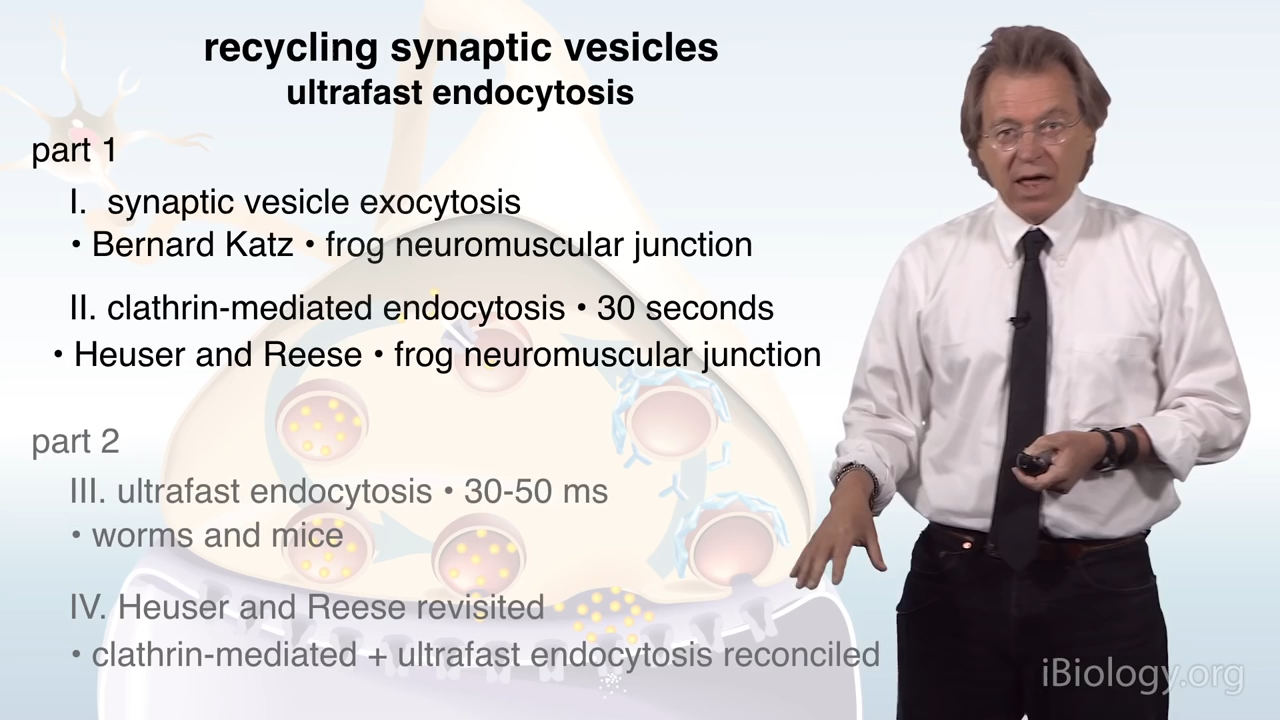 recycling synaptic vesicles
ultrafast endocytosis
part 1
I. synaptic vesicle exocytosis
• Bernard Katz • frog neuromuscular junction
II. clathrin-mediated endocytosis • 30 seconds
• Heuser and Reese • frog neuromuscular junction
part 2
III. ultrafast endocytosis • 30-50 ms
• worms and mice
IV. Heuser and Reese revisited
• clathrin-mediated + ultrafast endocytosis reconciled
iBiology.org